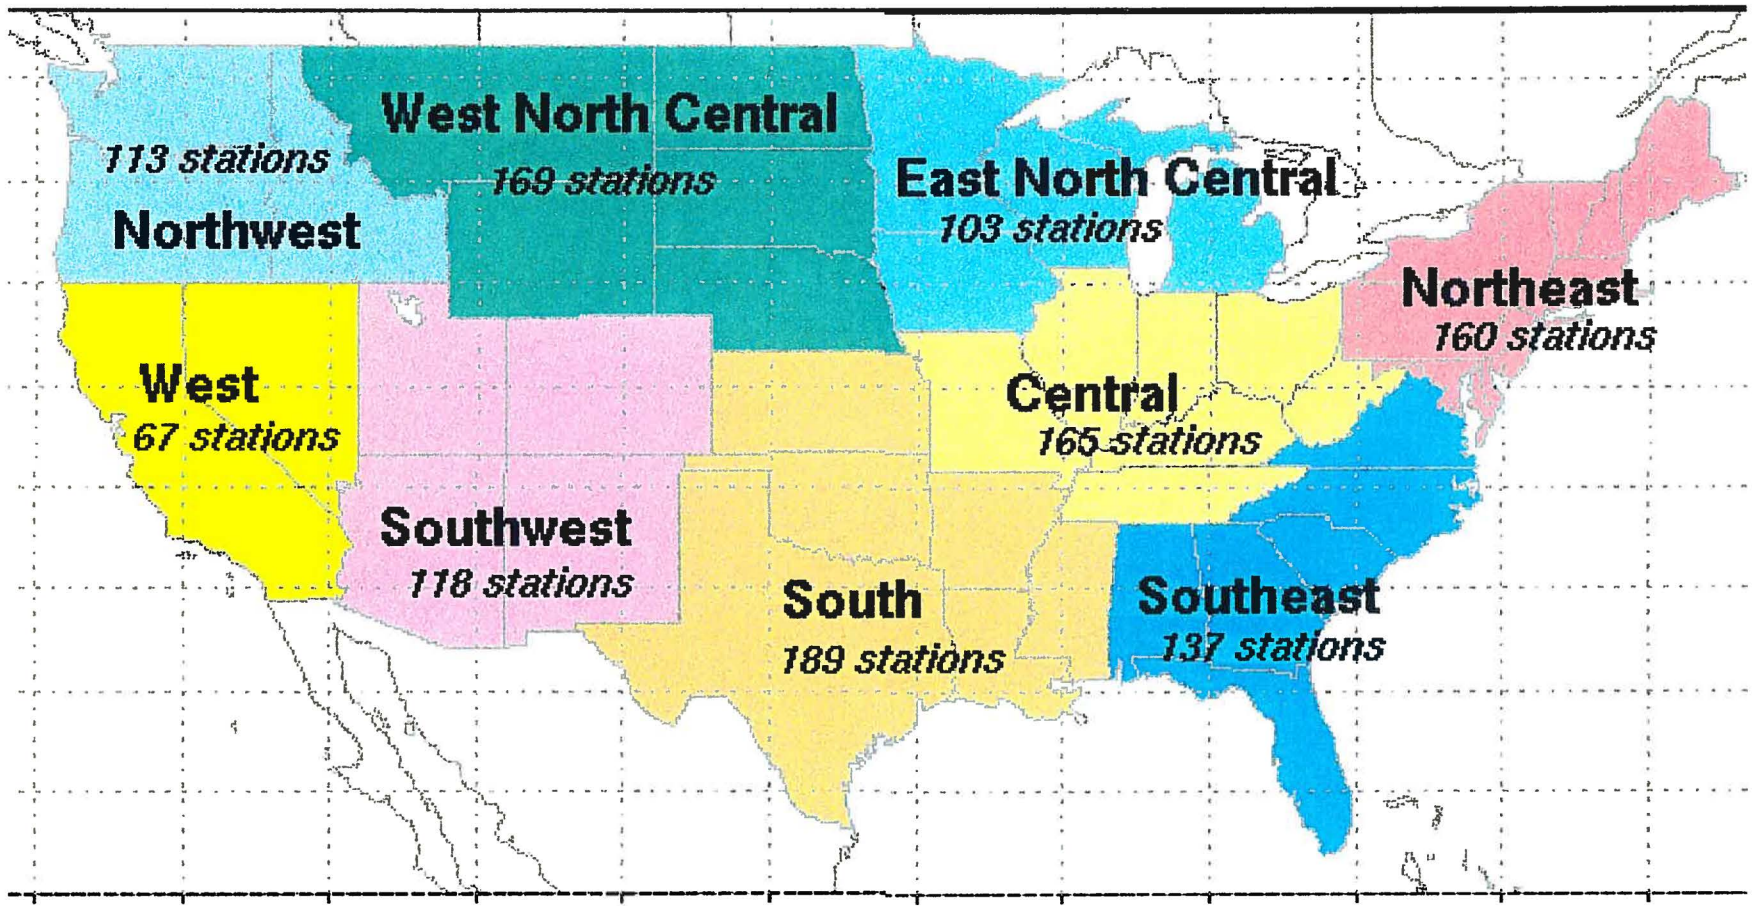 West North Central
169 stations
113 stations
Northwest
East North Central
103 stations
Northeast
160 stations
West
67 stations
Central
165 stations
Southwest
118 stations
South
189 stations
Southeast
137 stations